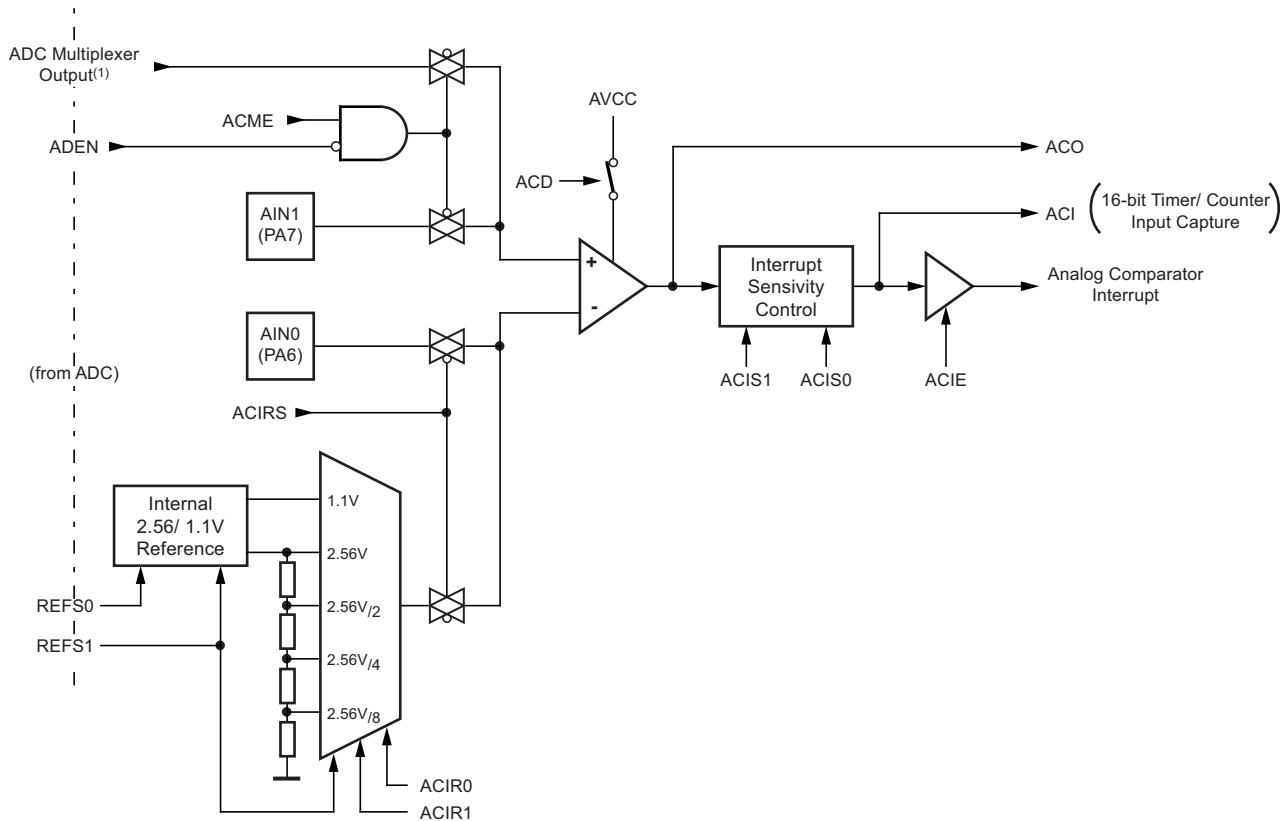 ADC Multiplexer
Output(1)
ACME
ADEN
AVCC
ACD
ACO
ACI
16-bit Timer/ Counter
Input Capture
AIN1
(PA7)
+
-
Interrupt
Sensivity
Control
Analog Comparator
Interrupt
AIN0
(PA6)
ACIS1
ACIS0
ACIE
(from ADC)
ACIRS
Internal
2.56/ 1.1V
Reference
1.1V
2.56V
2.56V/2
2.56V/4
2.56V/8
REFS0
REFS1
ACIR0
ACIR1